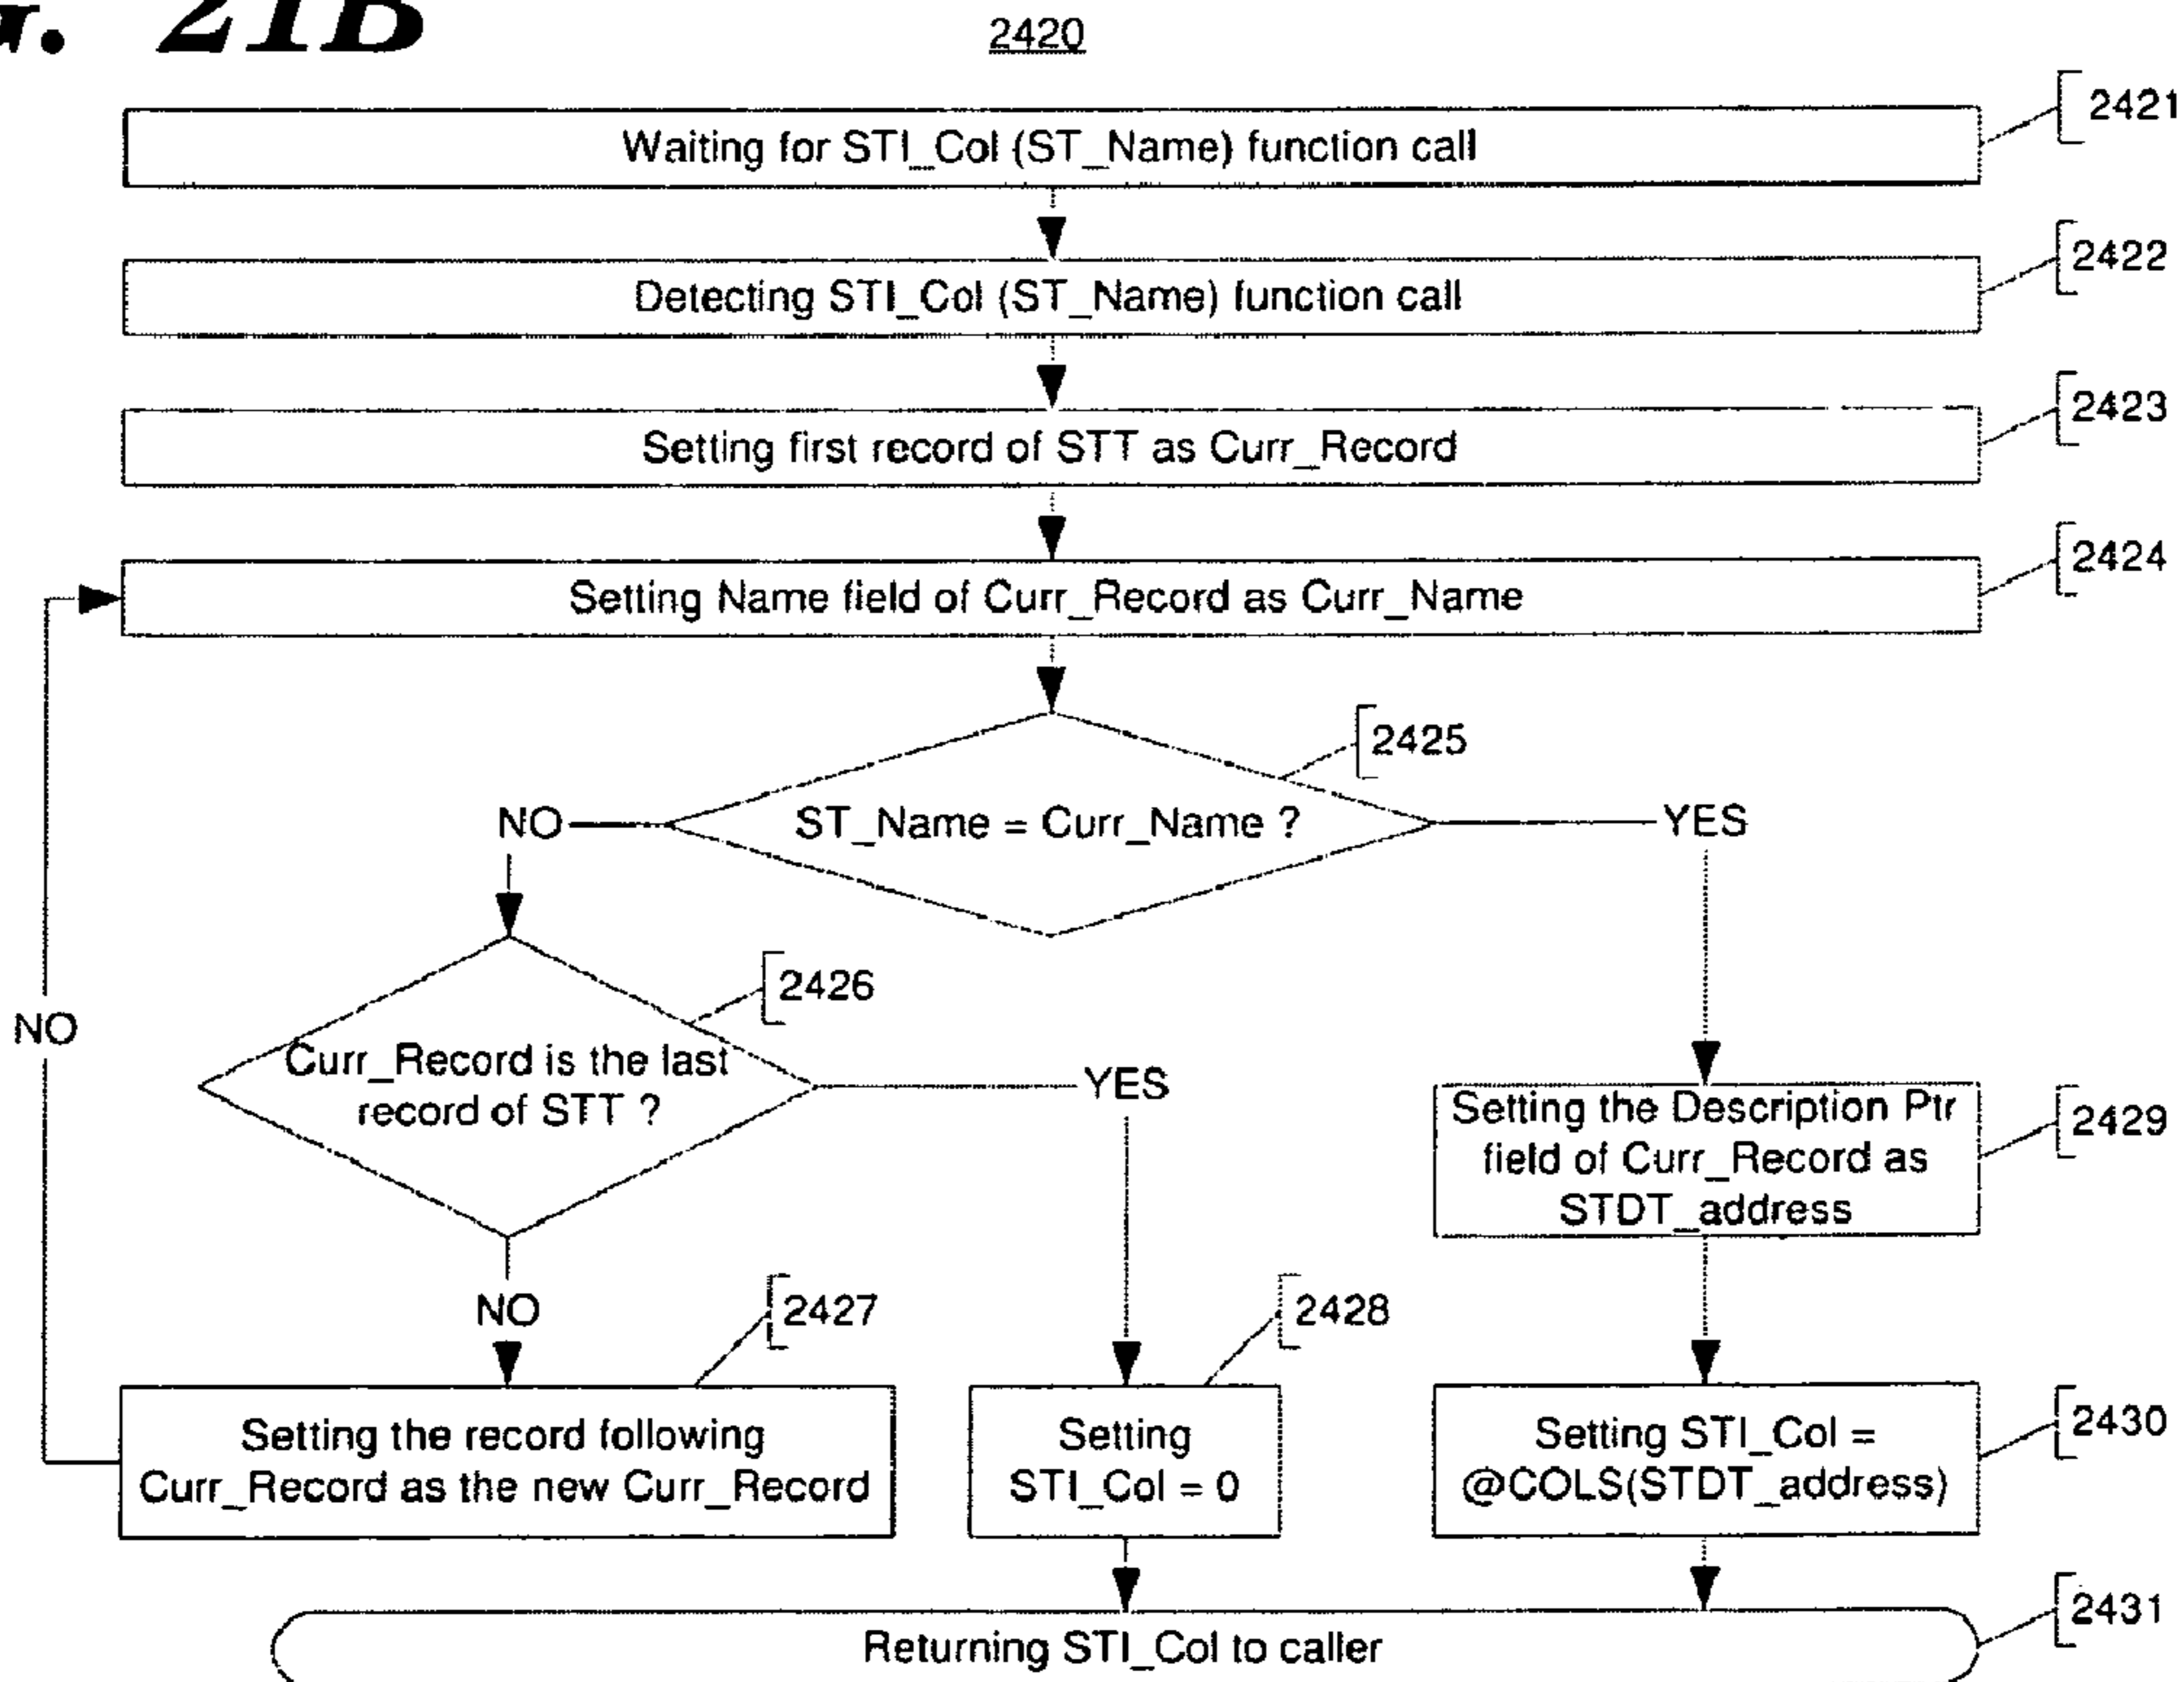 G. 21B
2420
Waiting for STI_Col (ST_Name) function call
2421
Detecting STI_Col (ST_Name) function call
2422
Setting first record of STT as Curr_Record
2423
Setting Name field of Curr_Record as Curr_Name
2424
ST_Name = Curr_Name ?
2425
NO
YES
Curr_Record is the last
record of STT ?
2426
NO
YES
NO
Setting the Description Ptr
field of Curr_Record as
STDT_address
2429
Setting the record following
Curr_Record as the new Curr_Record
2427
Setting
STI_Col = 0
2428
Setting STI_Col =
@COLS(STDT_address)
2430
Returning STI_Col to caller
2431